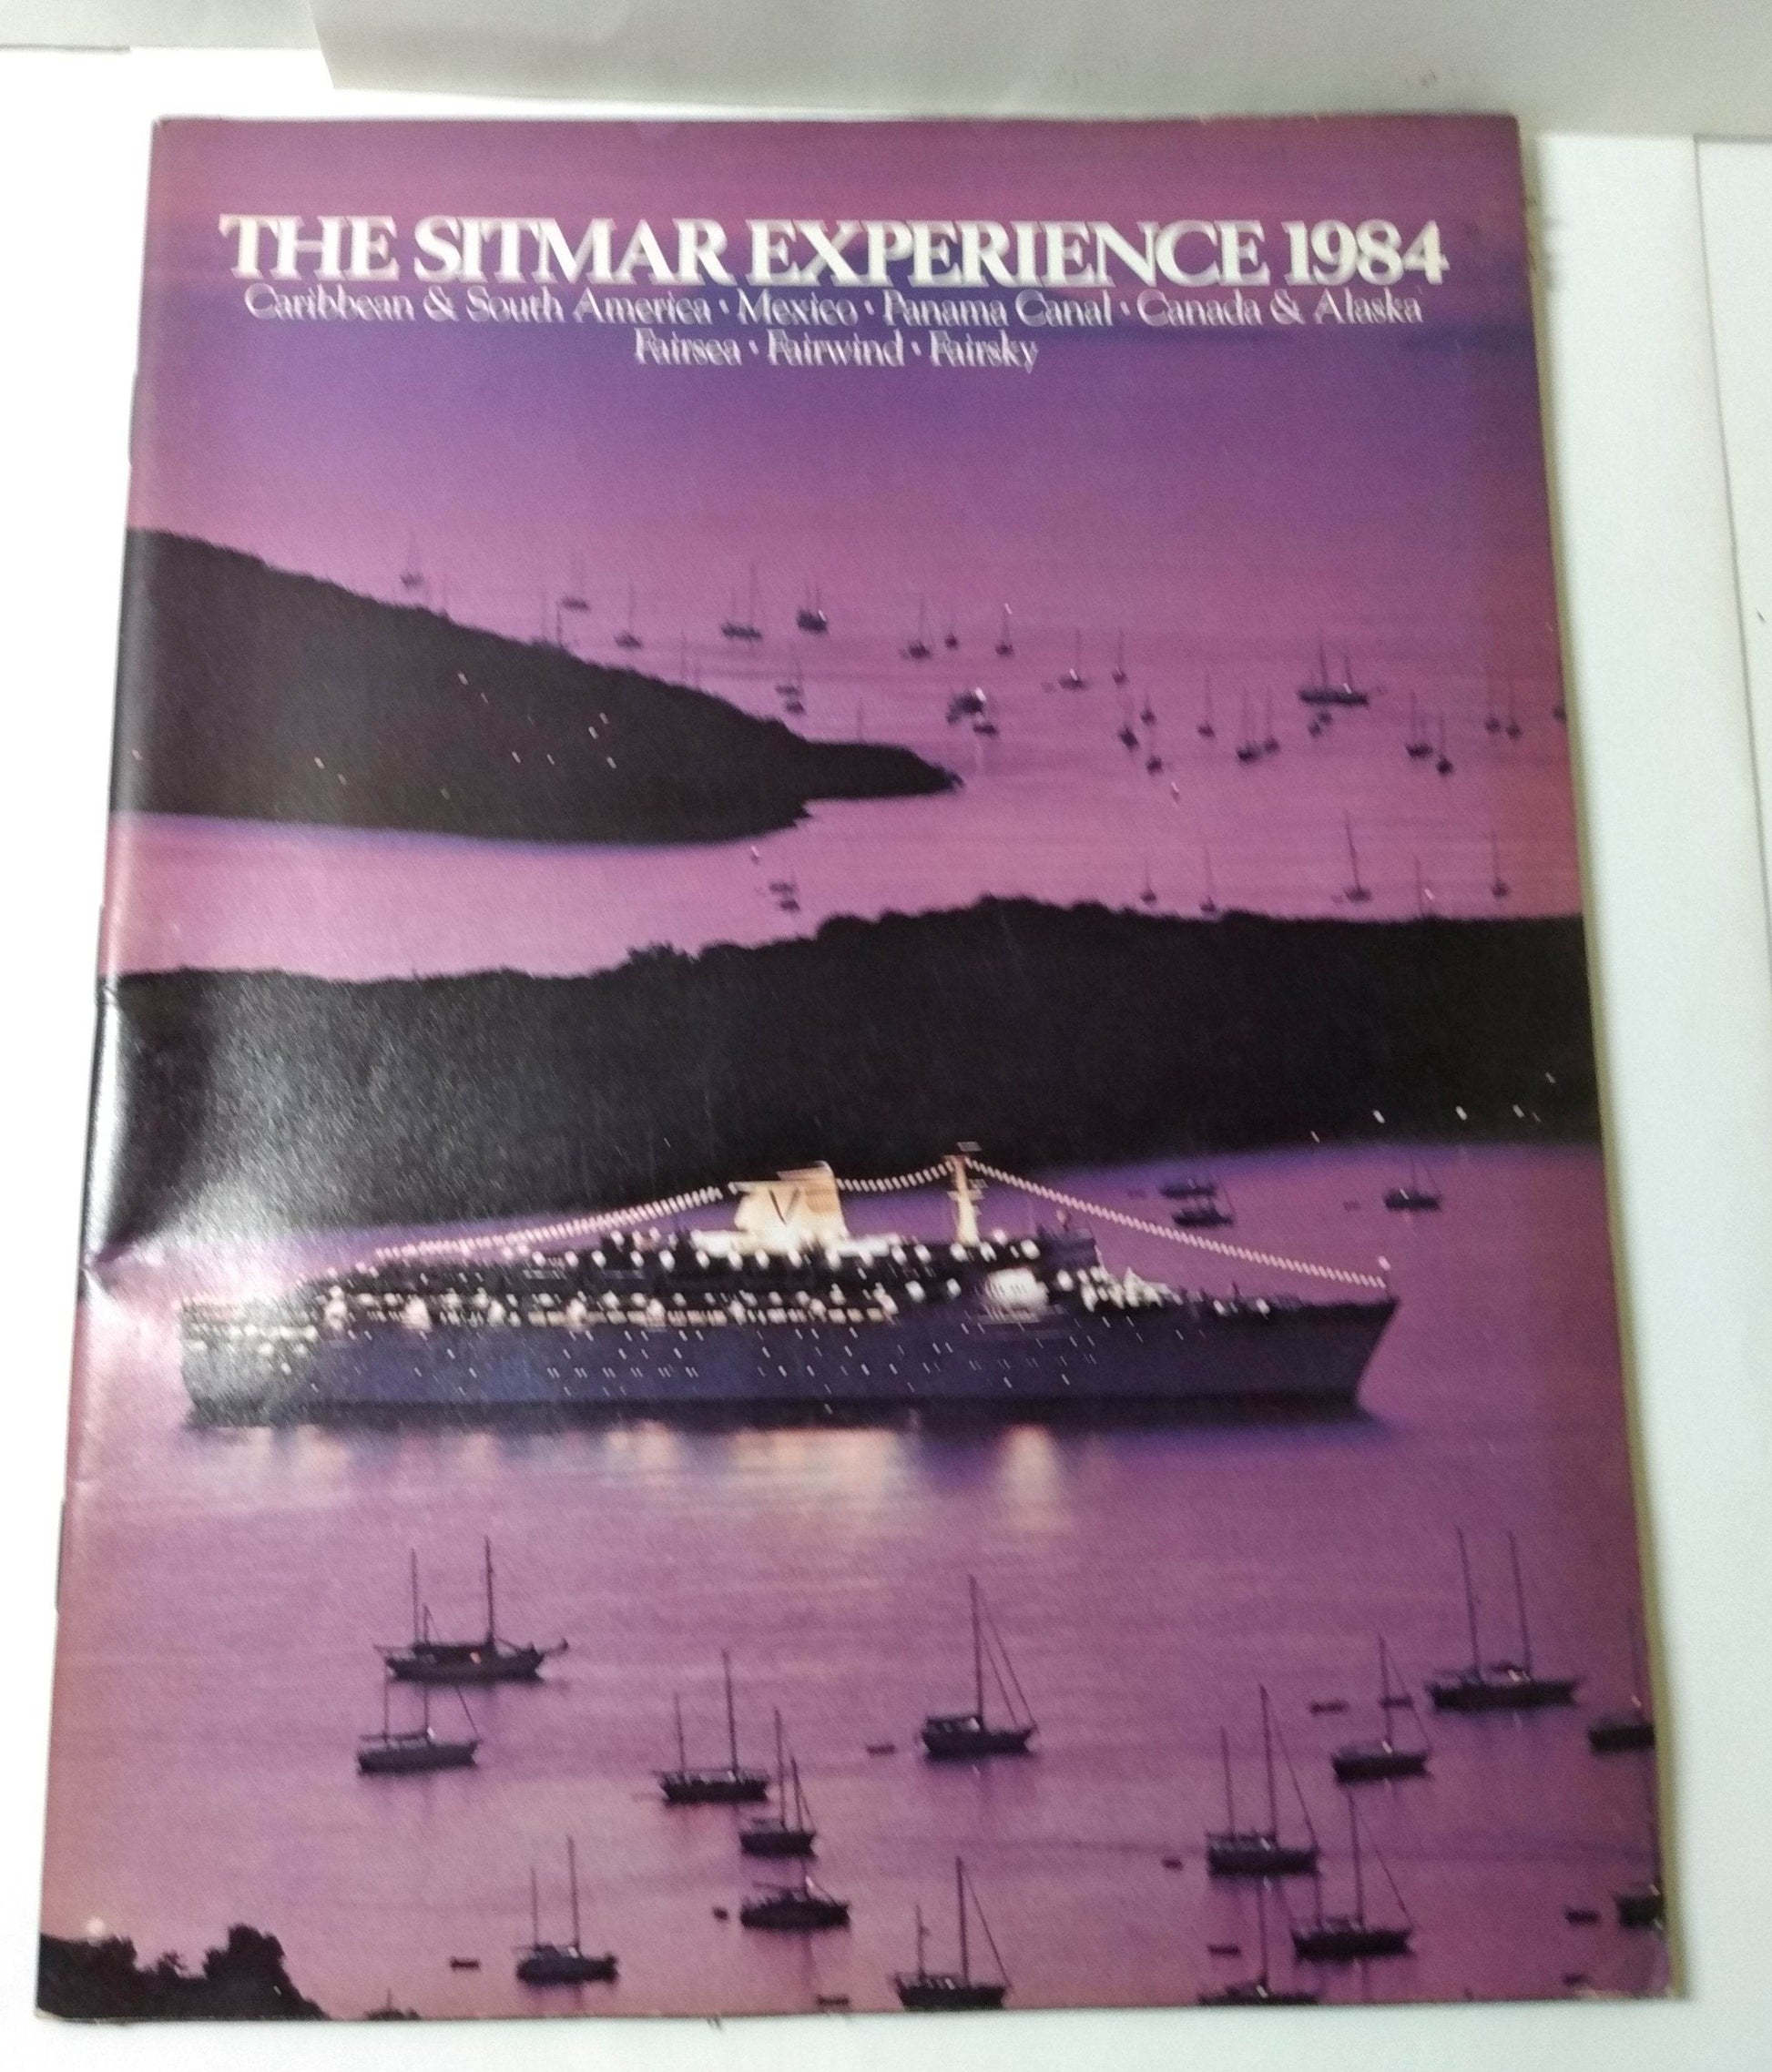 THE SITMAR EXPERIENCE 1984
Caribbean & South America • Mexico • Panama Canal • Canada & Alaska
Fairsea • Fairwind • Fairsky
V